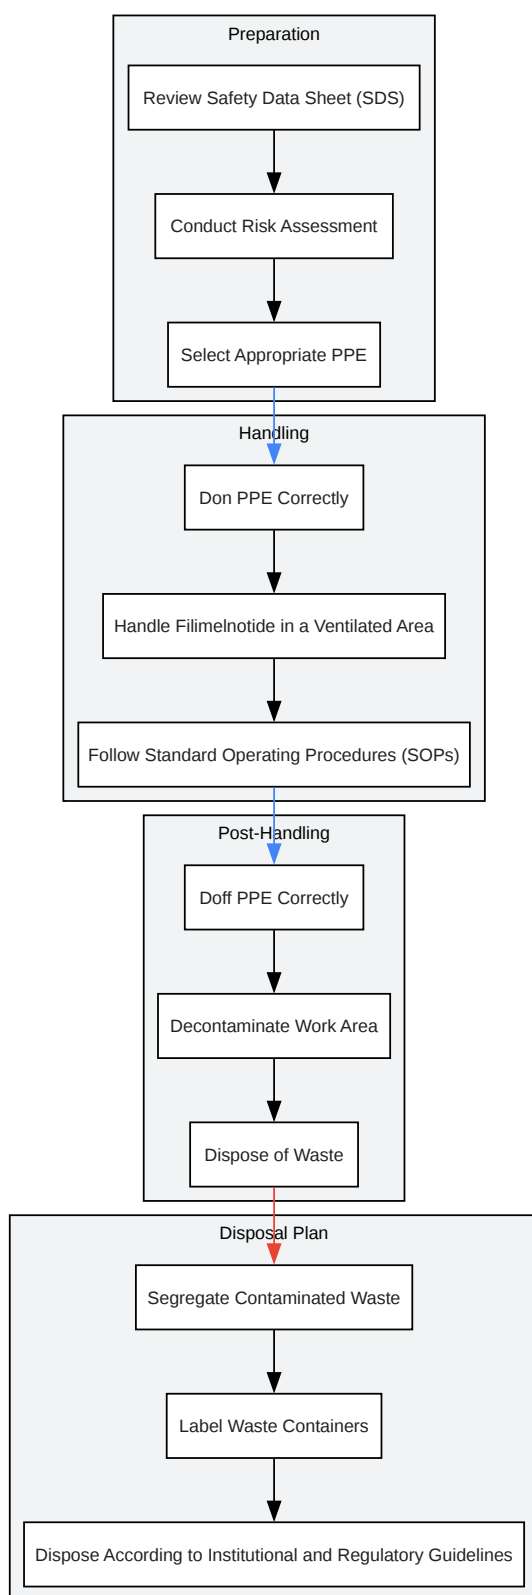 Preparation
Review Safety Data Sheet (SDS)
Conduct Risk Assessment
Select Appropriate PPE
Handling
Don PPE Correctly
Handle Filimelnotide in a Ventilated Area
Follow Standard Operating Procedures (SOPs)
Post-Handling
Doff PPE Correctly
Decontaminate Work Area
Dispose of Waste
Disposal Plan
Segregate Contaminated Waste
Label Waste Containers
Dispose According to Institutional and Regulatory Guidelines